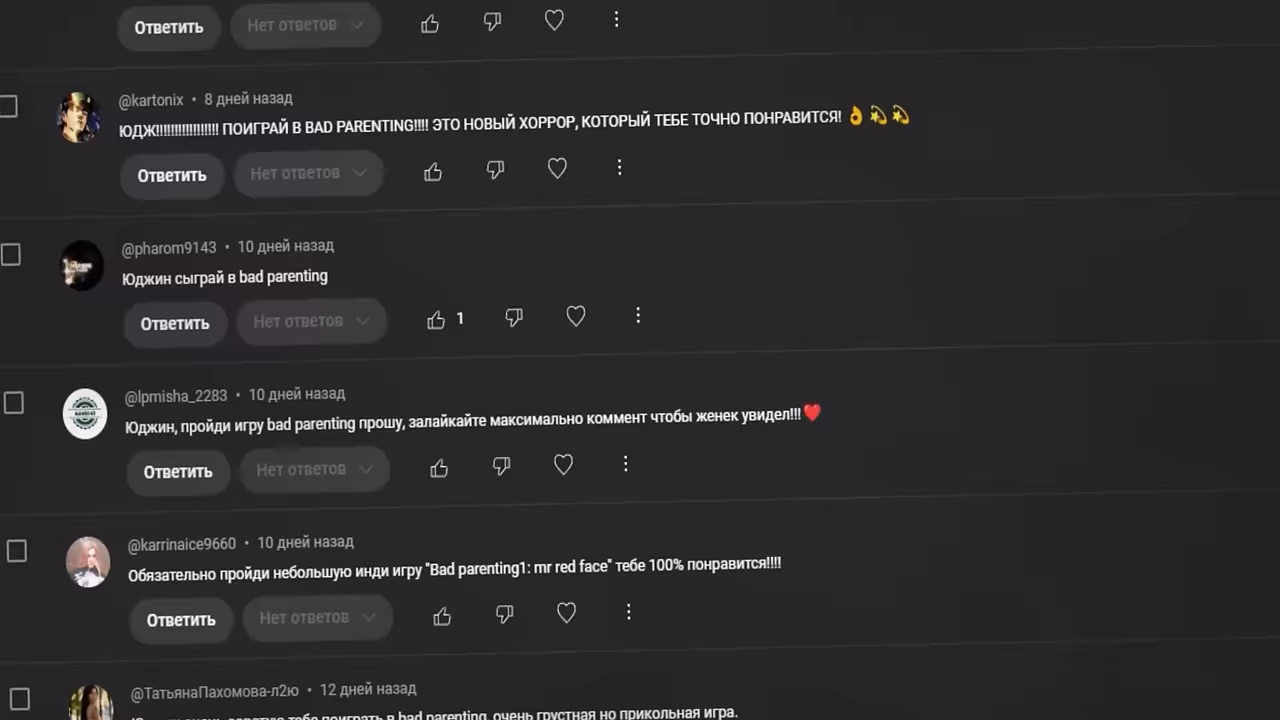 Ответить Нет ответов
@kartonix • 8 дней назад
ЮДЖ!!!!!!!!!!!!!!!!! ПОИГРАЙ В BAD PARENTING!!!! ЭТО НОВЫЙ ХОРРОР, КОТОРЫЙ ТЕБЕ ТОЧНО ПОНРАВИТСЯ! 👌💫💫
Ответить Нет ответов
@pharom9143 • 10 дней назад
Юджин сыграй в bad parenting
Ответить Нет ответов 1
@lpmisha_2283 • 10 дней назад
Юджин, пройди игру bad parenting прошу, залайкайте максимально коммент чтобы женек увидел!!!❤️
Ответить Нет ответов
@karrinaice9660 • 10 дней назад
Обязательно пройди небольшую инди игру "Bad parenting1: mr red face" тебе 100% понравится!!!!
Ответить Нет ответов
@ТатьянаПахомова-л2ю • 12 дней назад
тебе поиграть в bad parenting, очень грустная но прикольная игра.